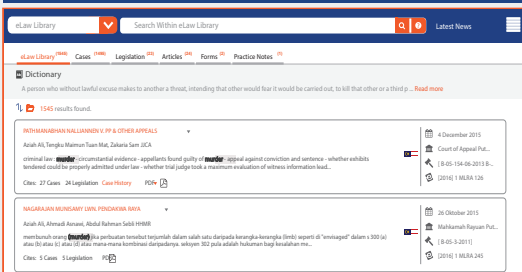 eLaw Library Search Within eLaw Library Latest News
eLaw Library (1545) Cases (1498) Legislation (22) Articles (24) Forms (2) Practice Notes (1)
Dictionary
A person who without lawful excuse makes to another a threat, intending that other would fear it would be carried out, to kill that other or a third p ... Read more
1545 results found.
PATHMANABHAN NALLIANNEN V. PP & OTHER APPEALS
Aziah Ali, Tengku Maimun Tuan Mat, Zakaria Sam JJCA
criminal law : murder - circumstantial evidence - appellants found guilty of murder - appeal against conviction and sentence - whether exhibits
tendered could be properly admitted under law - whether trial judge took a maximum evaluation of witness information lead...
Cites: 27 Cases 24 Legislation Case History PDF
4 December 2015
Court of Appeal Put...
[ B-05-154-06-2013 B-..
[2016] 1 MLRA 126
NAGARAJAN MUNISAMY LWN. PENDAKWA RAYA
Aziah Ali, Ahmadi Asnawi, Abdul Rahman Sebli HHMR
membunuh orang (murder) jika perbuatan tersebut terjumlah dalam salah satu daripada kerangka-kerangka (limb) seperti di "envisaged" dalam s 300 (a)
atau (b) atau (c) atau (d) atau mana-mana kombinasi daripadanya. seksyen 302 pula adalah hukuman bagi kesalahan me...
Cites: 5 Cases 5 Legislation PDF
26 Oktober 2015
Mahkamah Rayuan Put...
[ B-05-3-2011]
[2016] 1 MLRA 245